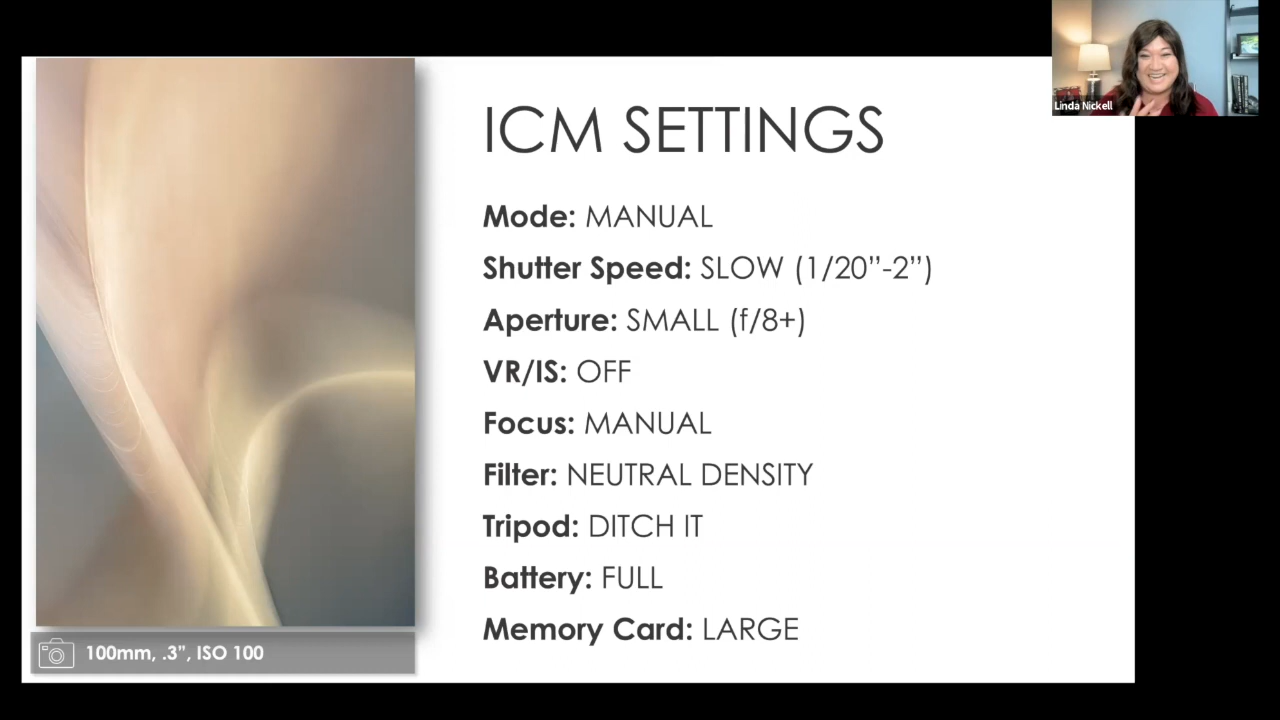 Linda Nickell
ICM SETTINGS
Mode: MANUAL
Shutter Speed: SLOW (1/20”-2”)
Aperture: SMALL (f/8+)
VR/IS: OFF
Focus: MANUAL
Filter: NEUTRAL DENSITY
Tripod: DITCH IT
Battery: FULL
Memory Card: LARGE
100mm, .3”, ISO 100